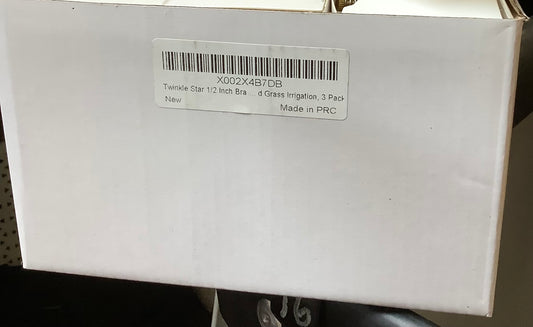 X002X4B7DB
Twinkle Star 1/2 Inch Bra ... d Grass Irrigation, 3 Pack
New
Made in PRC